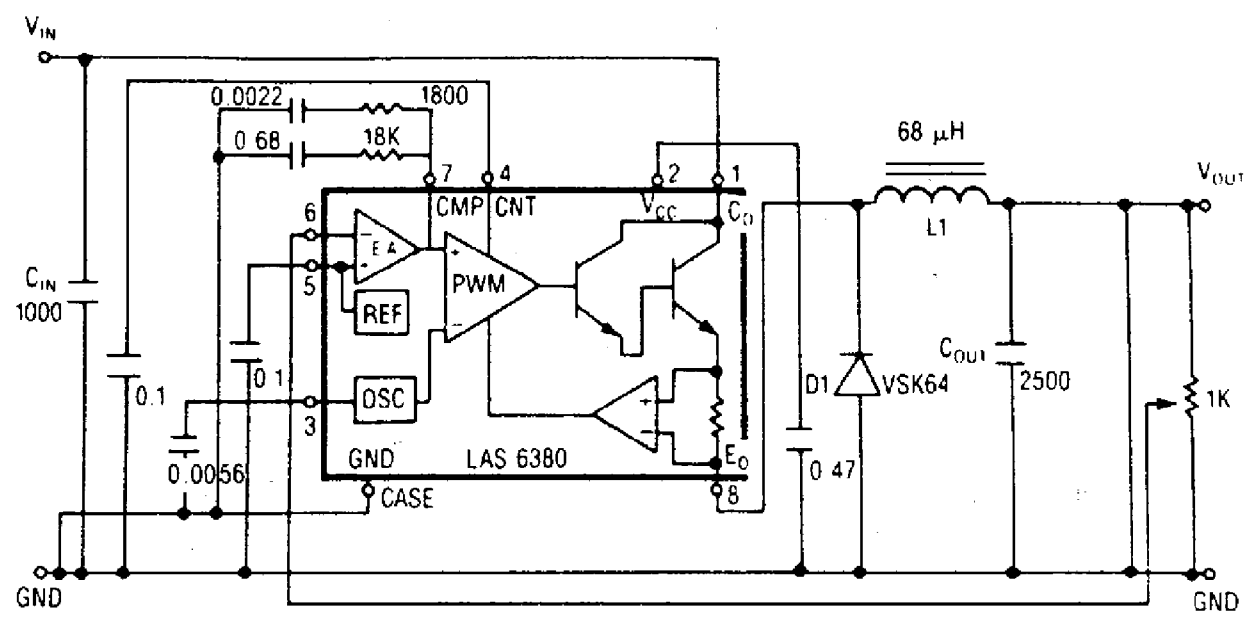 VIN
0.0022
1800
0 68
18K
68 μH
7
4
2
1
VOUT
CMP
CNT
VCC
CO
L1
6
E A
5
PWM
CIN
1000
REF
COUT
2500
0.1
0 1
D1
VSK64
1K
OSC
3
+
−
GND
LAS 6380
EO
0.0056
CASE
8
0 47
GND
GND